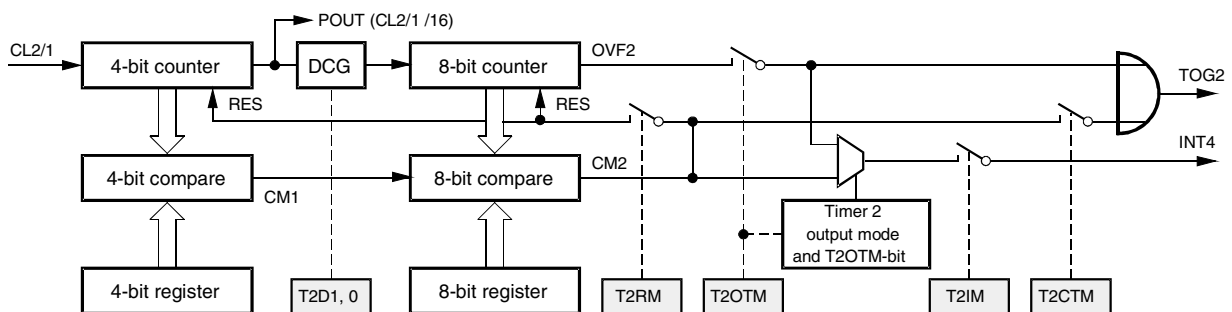 POUT (CL2/1 /16)
CL2/1
4-bit counter
DCG
8-bit counter
OVF2
TOG2
RES
RES
INT4
4-bit compare
CM1
8-bit compare
CM2
Timer 2
output mode
and T2OTM-bit
4-bit register
T2D1, 0
8-bit register
T2RM
T2OTM
T2IM
T2CTM